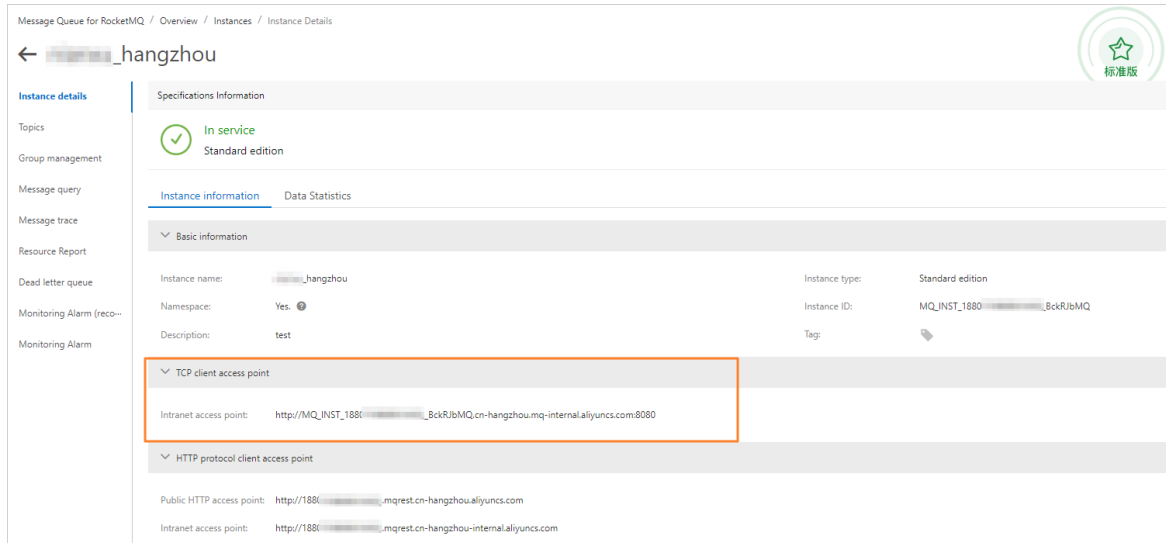 Message Queue for RocketMQ / Overview / Instances / Instance Details
_hangzhou
标准版
Instance details
Topics
Group management
Message query
Message trace
Resource Report
Dead letter queue
Monitoring Alarm (reco···
Monitoring Alarm
Specifications Information
In service
Standard edition
Instance information Data Statistics
Basic information
Instance name: _hangzhou Instance type: Standard edition
Namespace: Yes. Instance ID: MQ_INST_1880 _BckRJbMQ
Description: test Tag:
TCP client access point
Intranet access point: http://MQ_INST_188 _BckRJbMQ.cn-hangzhou.mq-internal.aliyuncs.com:8080
HTTP protocol client access point
Public HTTP access point: http://188 .mqrest.cn-hangzhou.aliyuncs.com
Intranet access point: http://188 .mqrest.cn-hangzhou-internal.aliyuncs.com